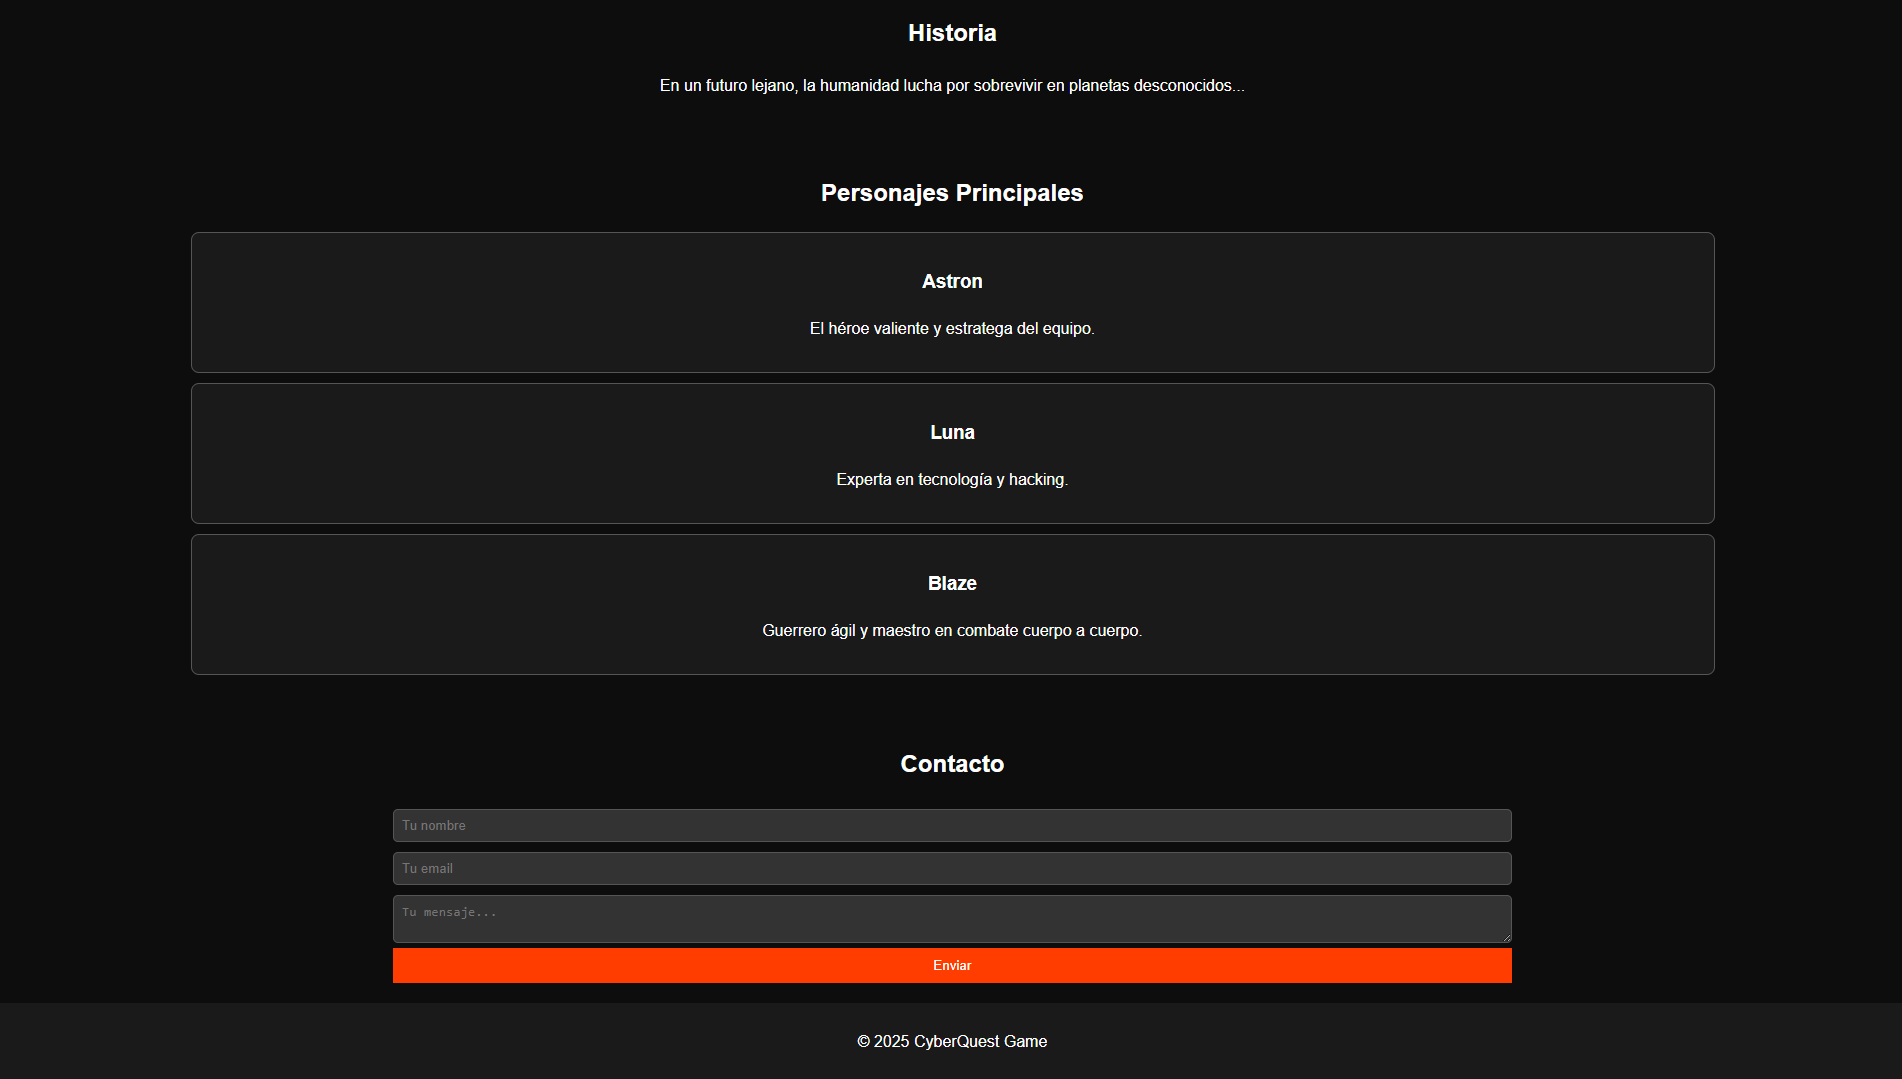 Historia
En un futuro lejano, la humanidad lucha por sobrevivir en planetas desconocidos...
Personajes Principales
Astron
El héroe valiente y estratega del equipo.
Luna
Experta en tecnología y hacking.
Blaze
Guerrero ágil y maestro en combate cuerpo a cuerpo.
Contacto
Tu nombre
Tu email
Tu mensaje...
Enviar
© 2025 CyberQuest Game